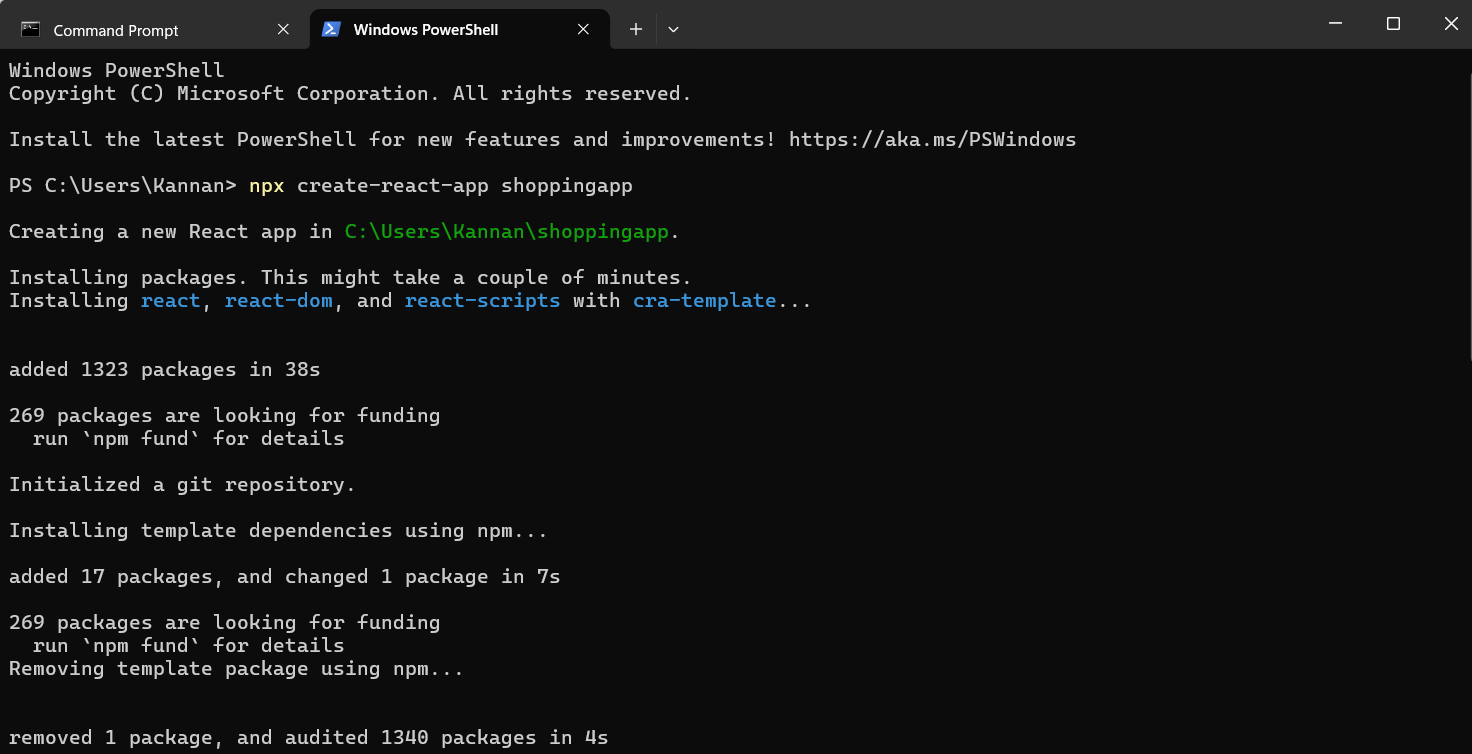 Command Prompt
Windows PowerShell
Windows PowerShell
Copyright (C) Microsoft Corporation. All rights reserved.
Install the latest PowerShell for new features and improvements! https://aka.ms/PSWindows
PS C:\Users\Kannan> npx create-react-app shoppingapp
Creating a new React app in C:\Users\Kannan\shoppingapp.
Installing packages. This might take a couple of minutes.
Installing react, react-dom, and react-scripts with cra-template...
added 1323 packages in 38s
269 packages are looking for funding
  run `npm fund` for details
Initialized a git repository.
Installing template dependencies using npm...
added 17 packages, and changed 1 package in 7s
269 packages are looking for funding
  run `npm fund` for details
Removing template package using npm...
removed 1 package, and audited 1340 packages in 4s